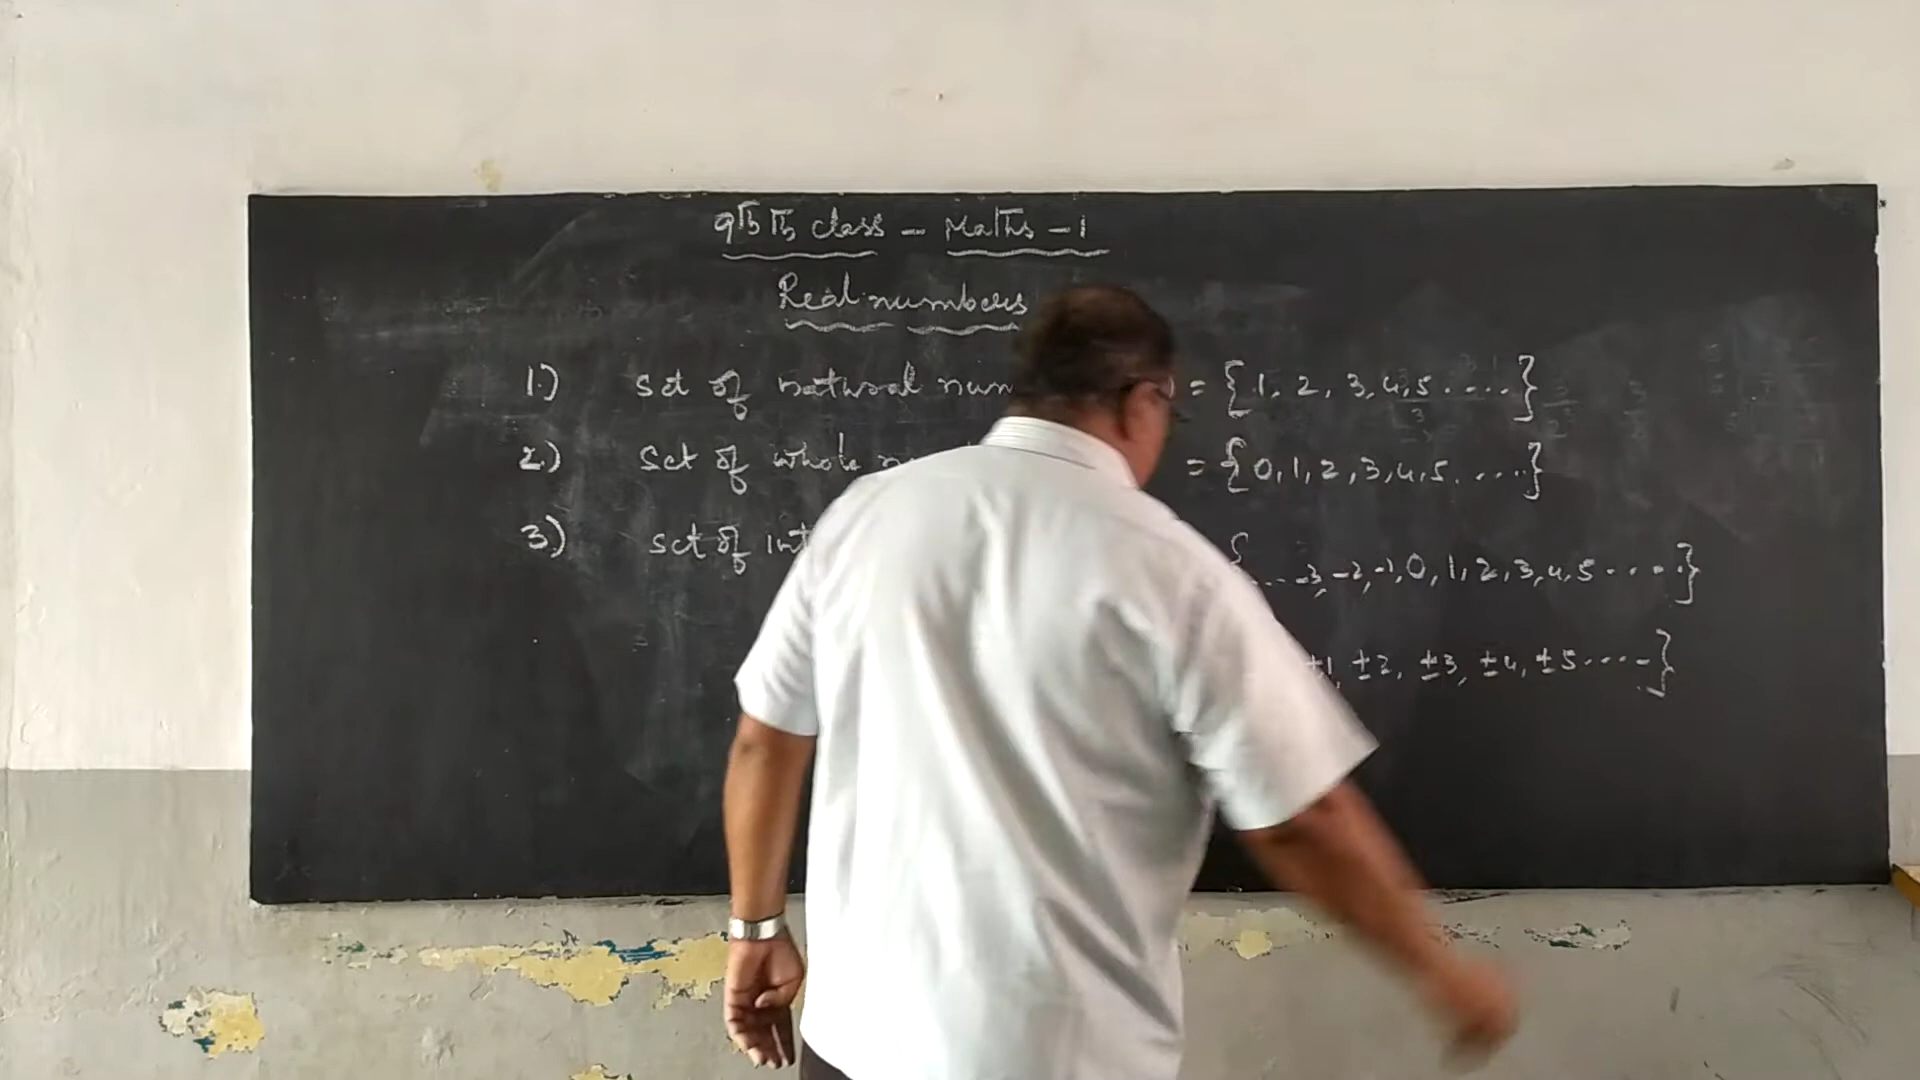 class – Maths – 1
Real numbers
1.) set of natural num = {1, 2, 3, 4, 5 .....}
2.) set of whole = {0, 1, 2, 3, 4, 5. ....}
3.) set of int { ... -3, -2, -1, 0, 1, 2, 3, 4, 5 .....}
±1, ±2, ±3, ±4, ±5 ....}